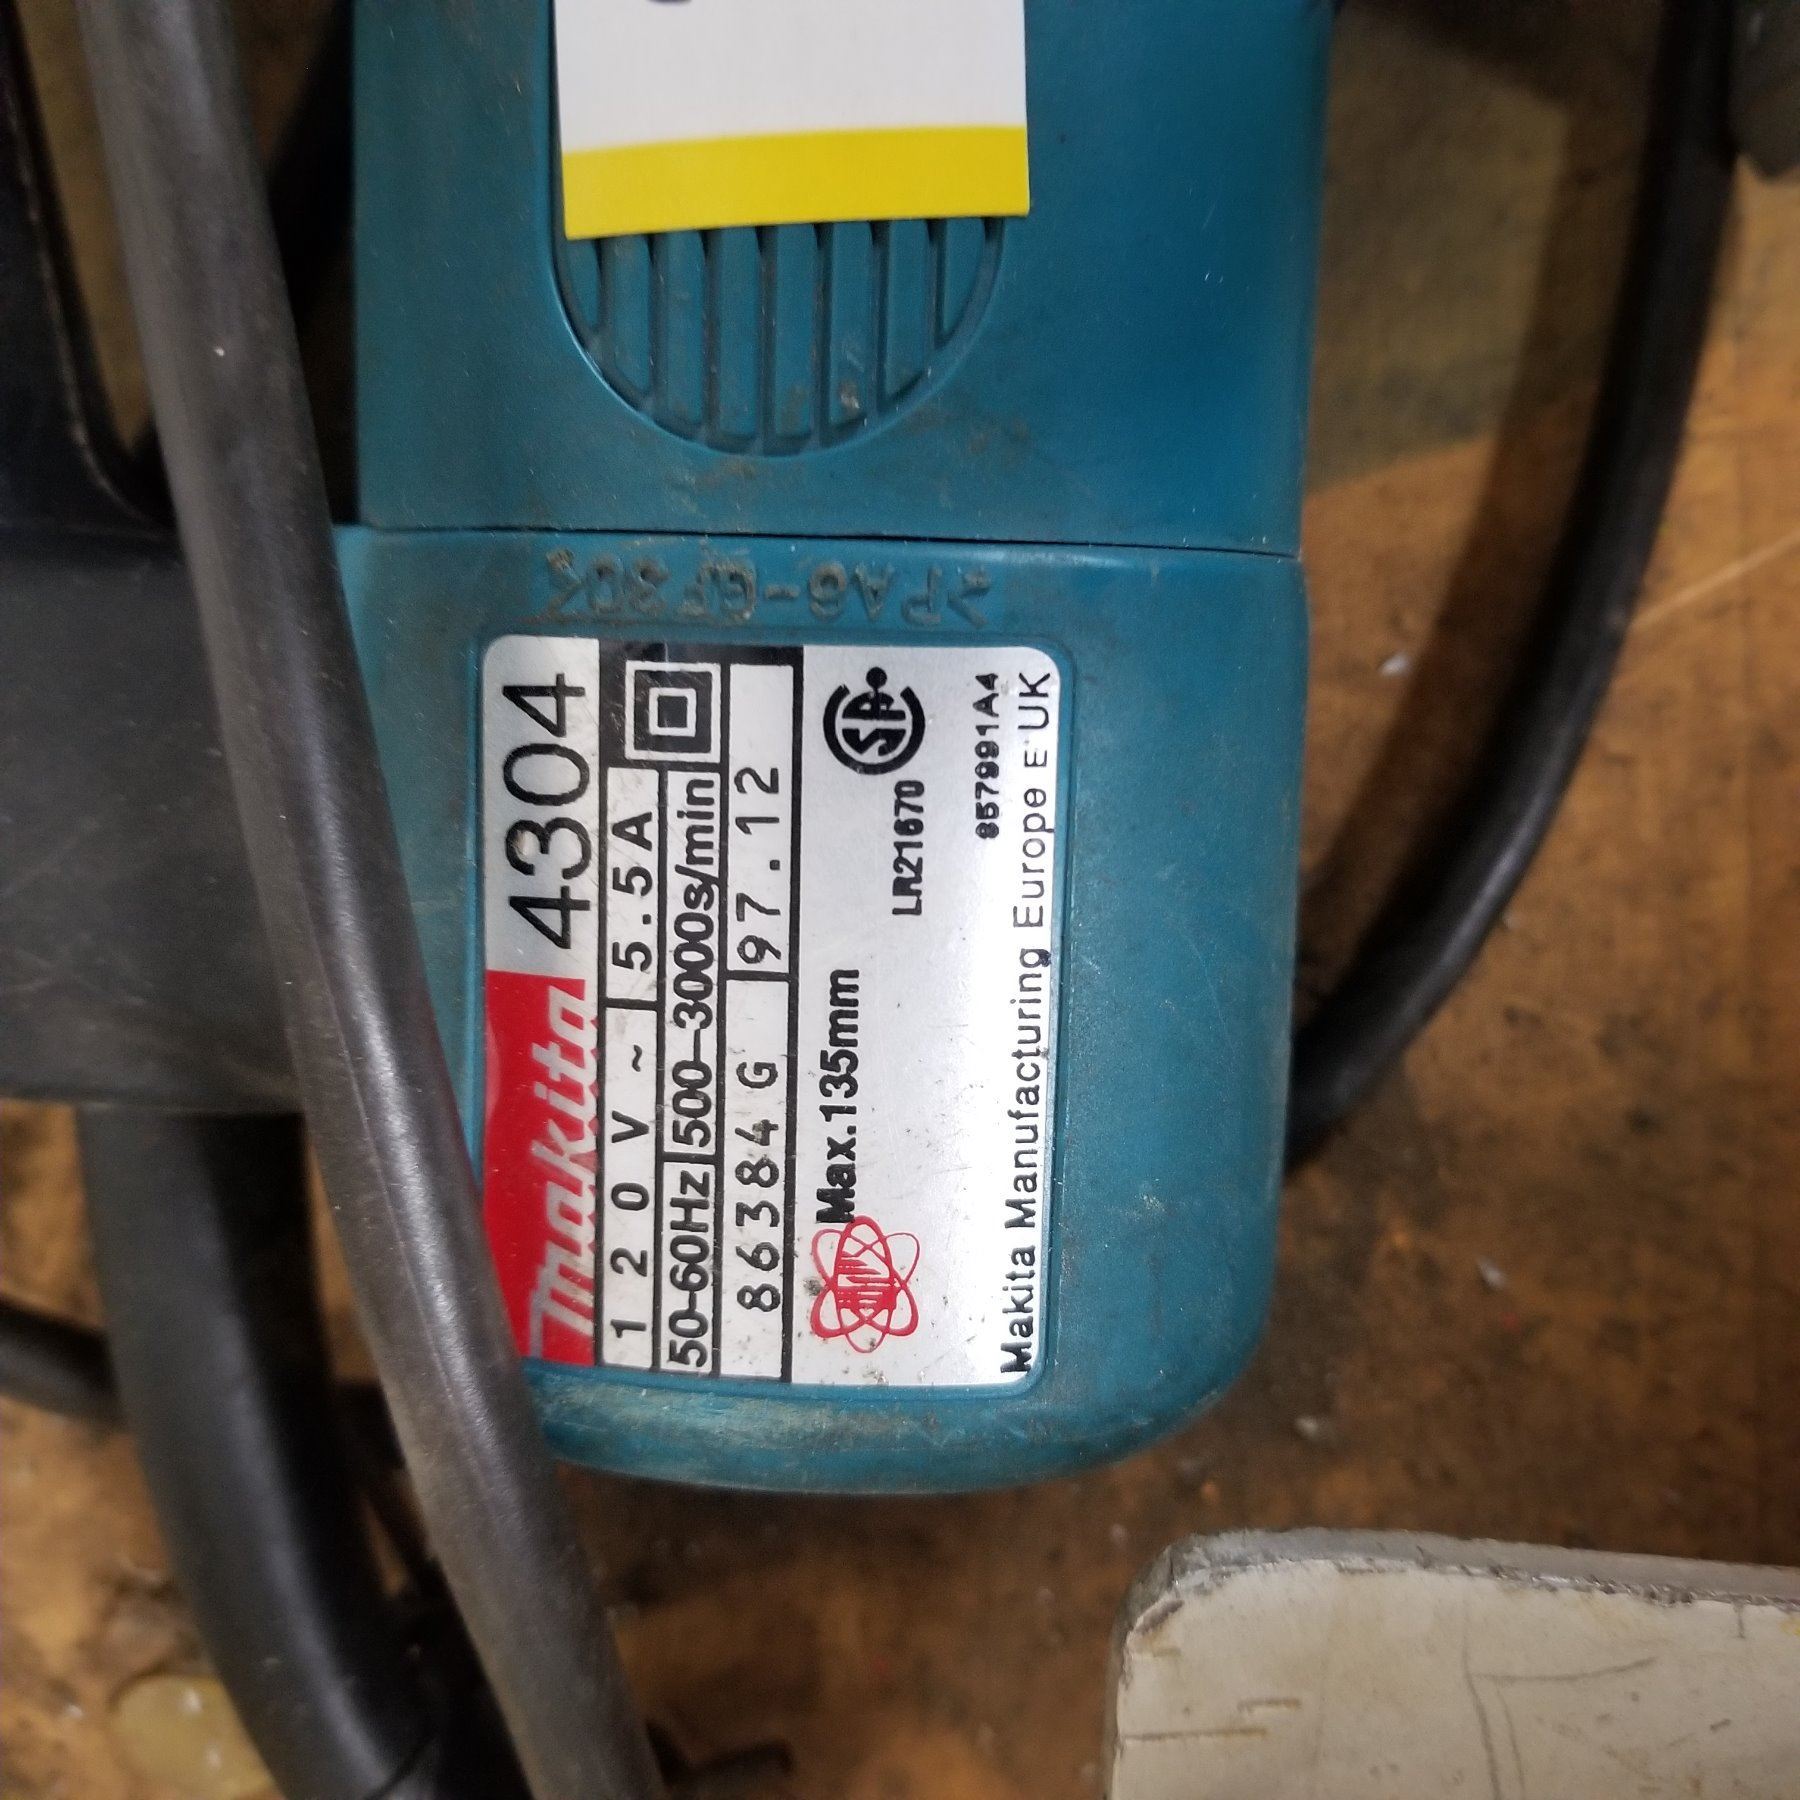 >PA6-GF30<
makita 4304
120V~ 5.5A
50-60Hz 500-3000s/min
86384G 97.12
Max.135mm
SA
LR21670
857991A4
Makita Manufacturing Europe E UK